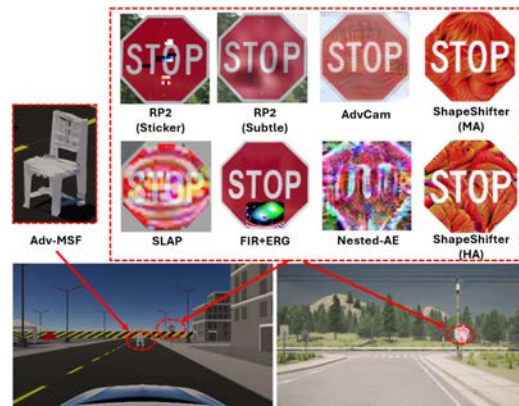 STOP STOP STOP STOP
RP2 RP2 AdvCam ShapeShifter
(Sticker) (Subtle) (MA)
STOP STOP STOP
SLAP FIR+ERG Nested-AE ShapeShifter
(HA)
Adv-MSF